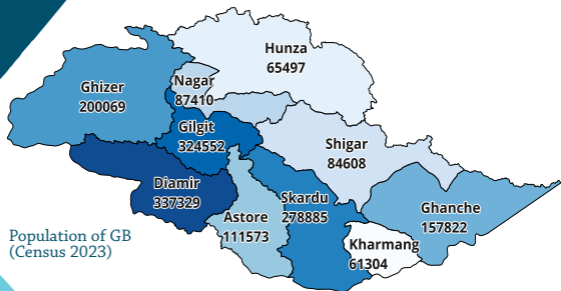 Hunza
65497
Nagar
87410
Ghizer
200069
Gilgit
324552
Shigar
84608
Diamir
337329
Skardu
278885
Astore
111573
Ghanche
157822
Kharmang
61304
Population of GB
(Census 2023)